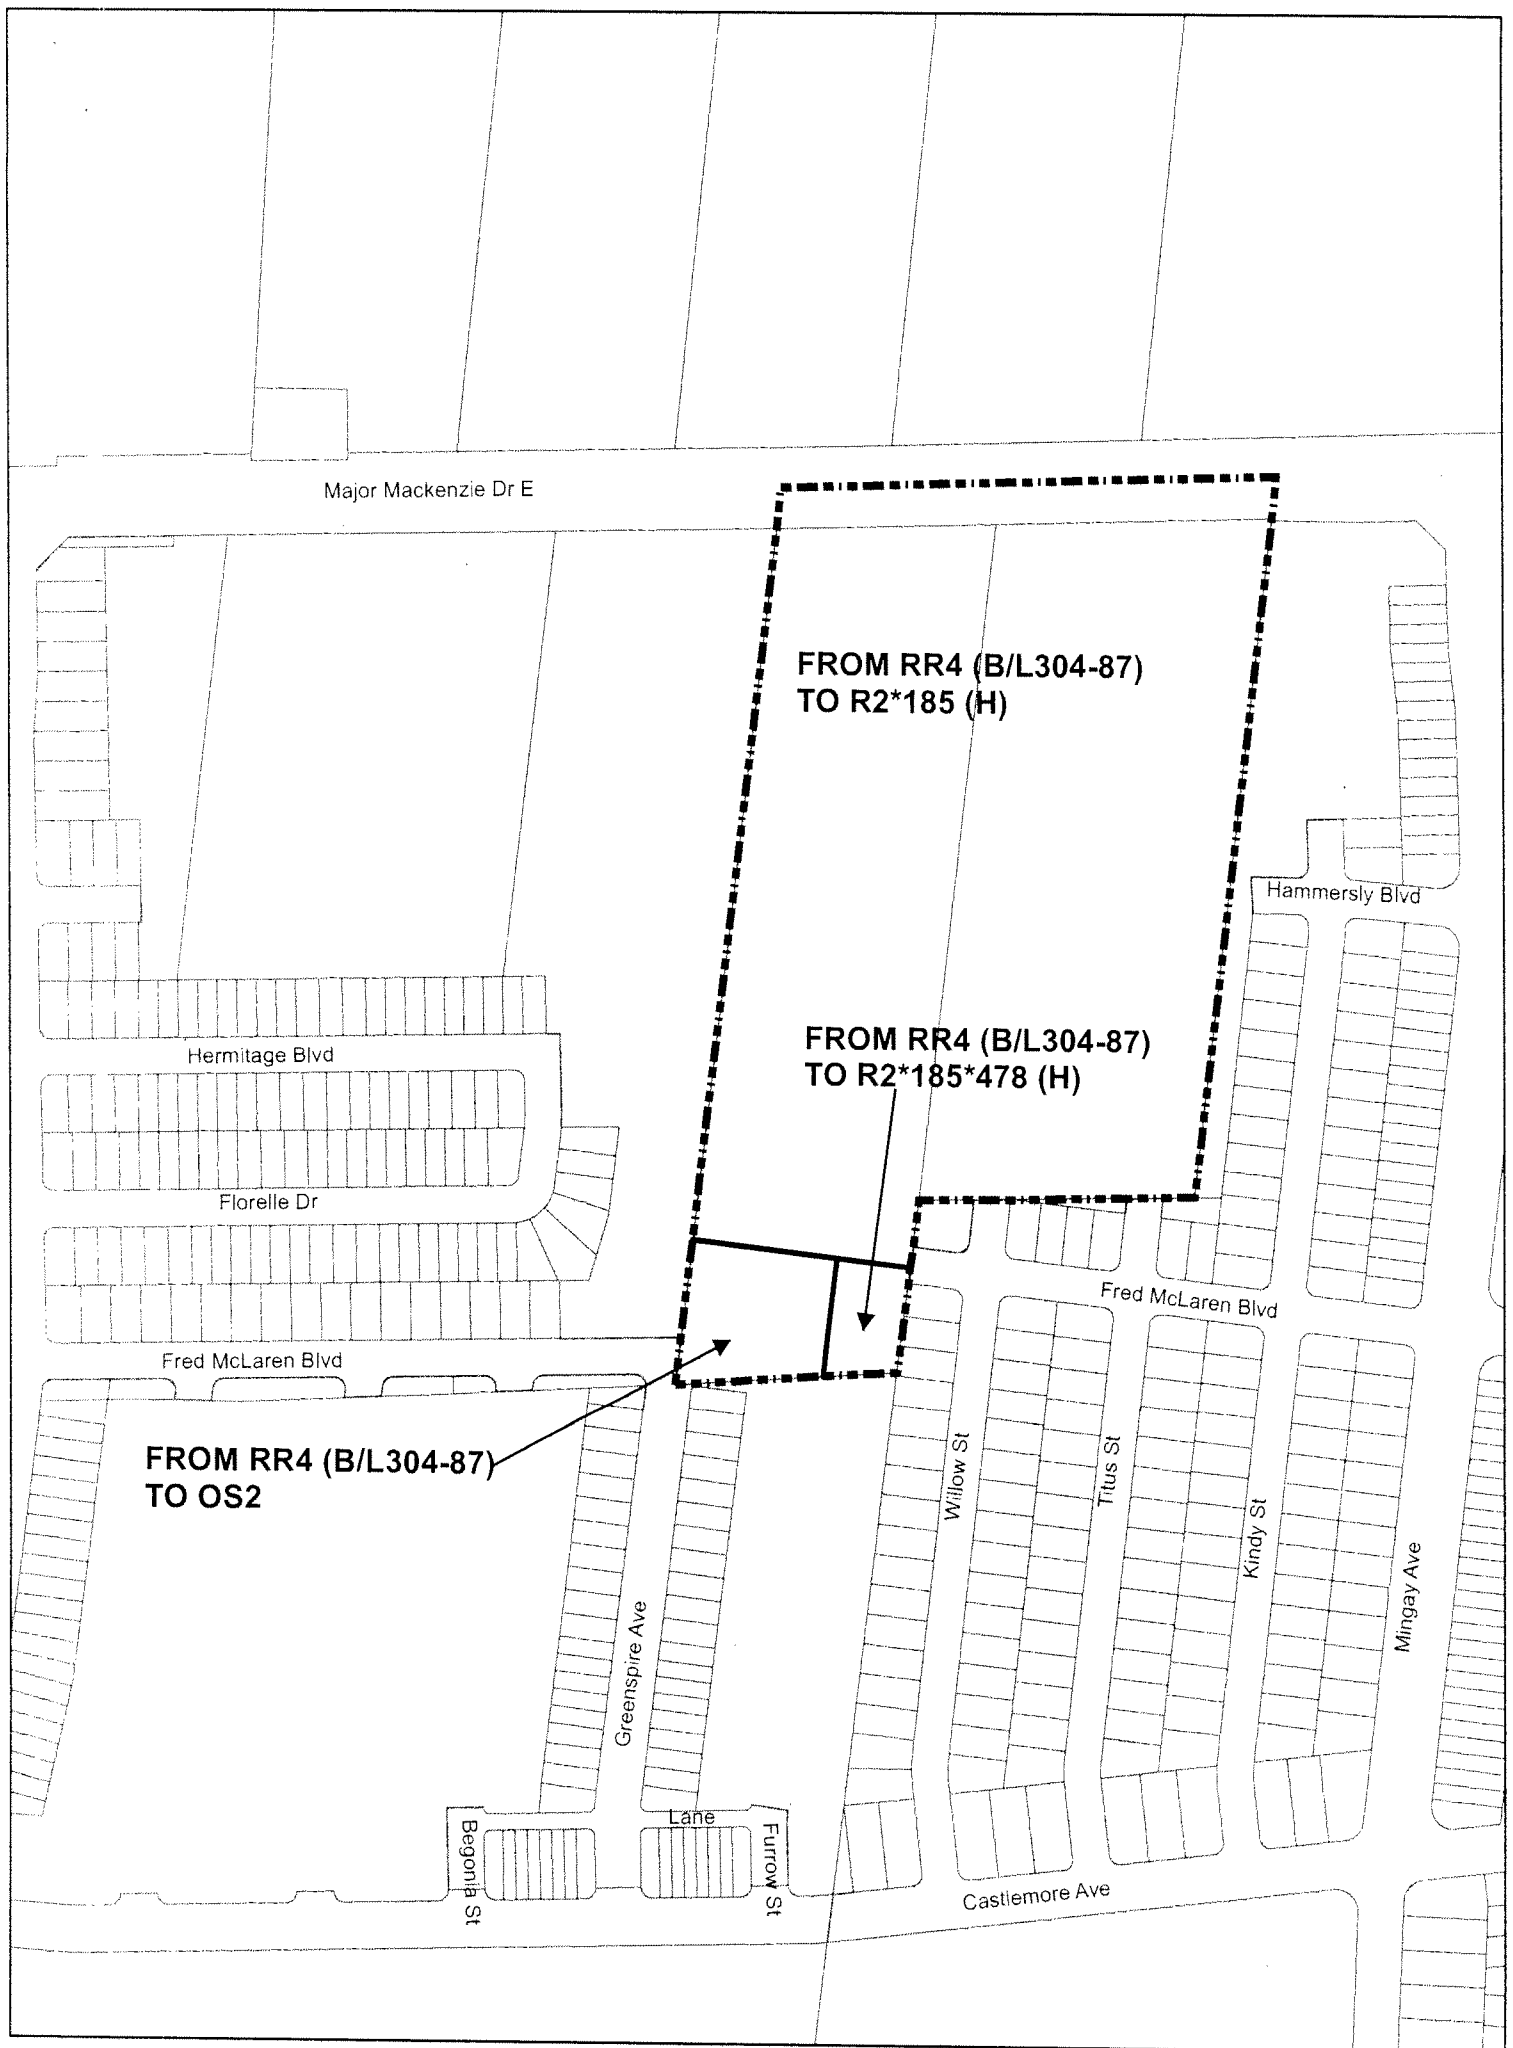 Major Mackenzie Dr E
FROM RR4 (B/L304-87)
TO R2*185 (H)
Hammersly Blvd
FROM RR4 (B/L304-87)
TO R2*185*478 (H)
Hermitage Blvd
Florelle Dr
Fred McLaren Blvd
Fred McLaren Blvd
FROM RR4 (B/L304-87)
TO OS2
Willow St
Titus St
Kindy St
Mingay Ave
Greenspire Ave
Lane
Begonia St
Furrow St
Castlemore Ave